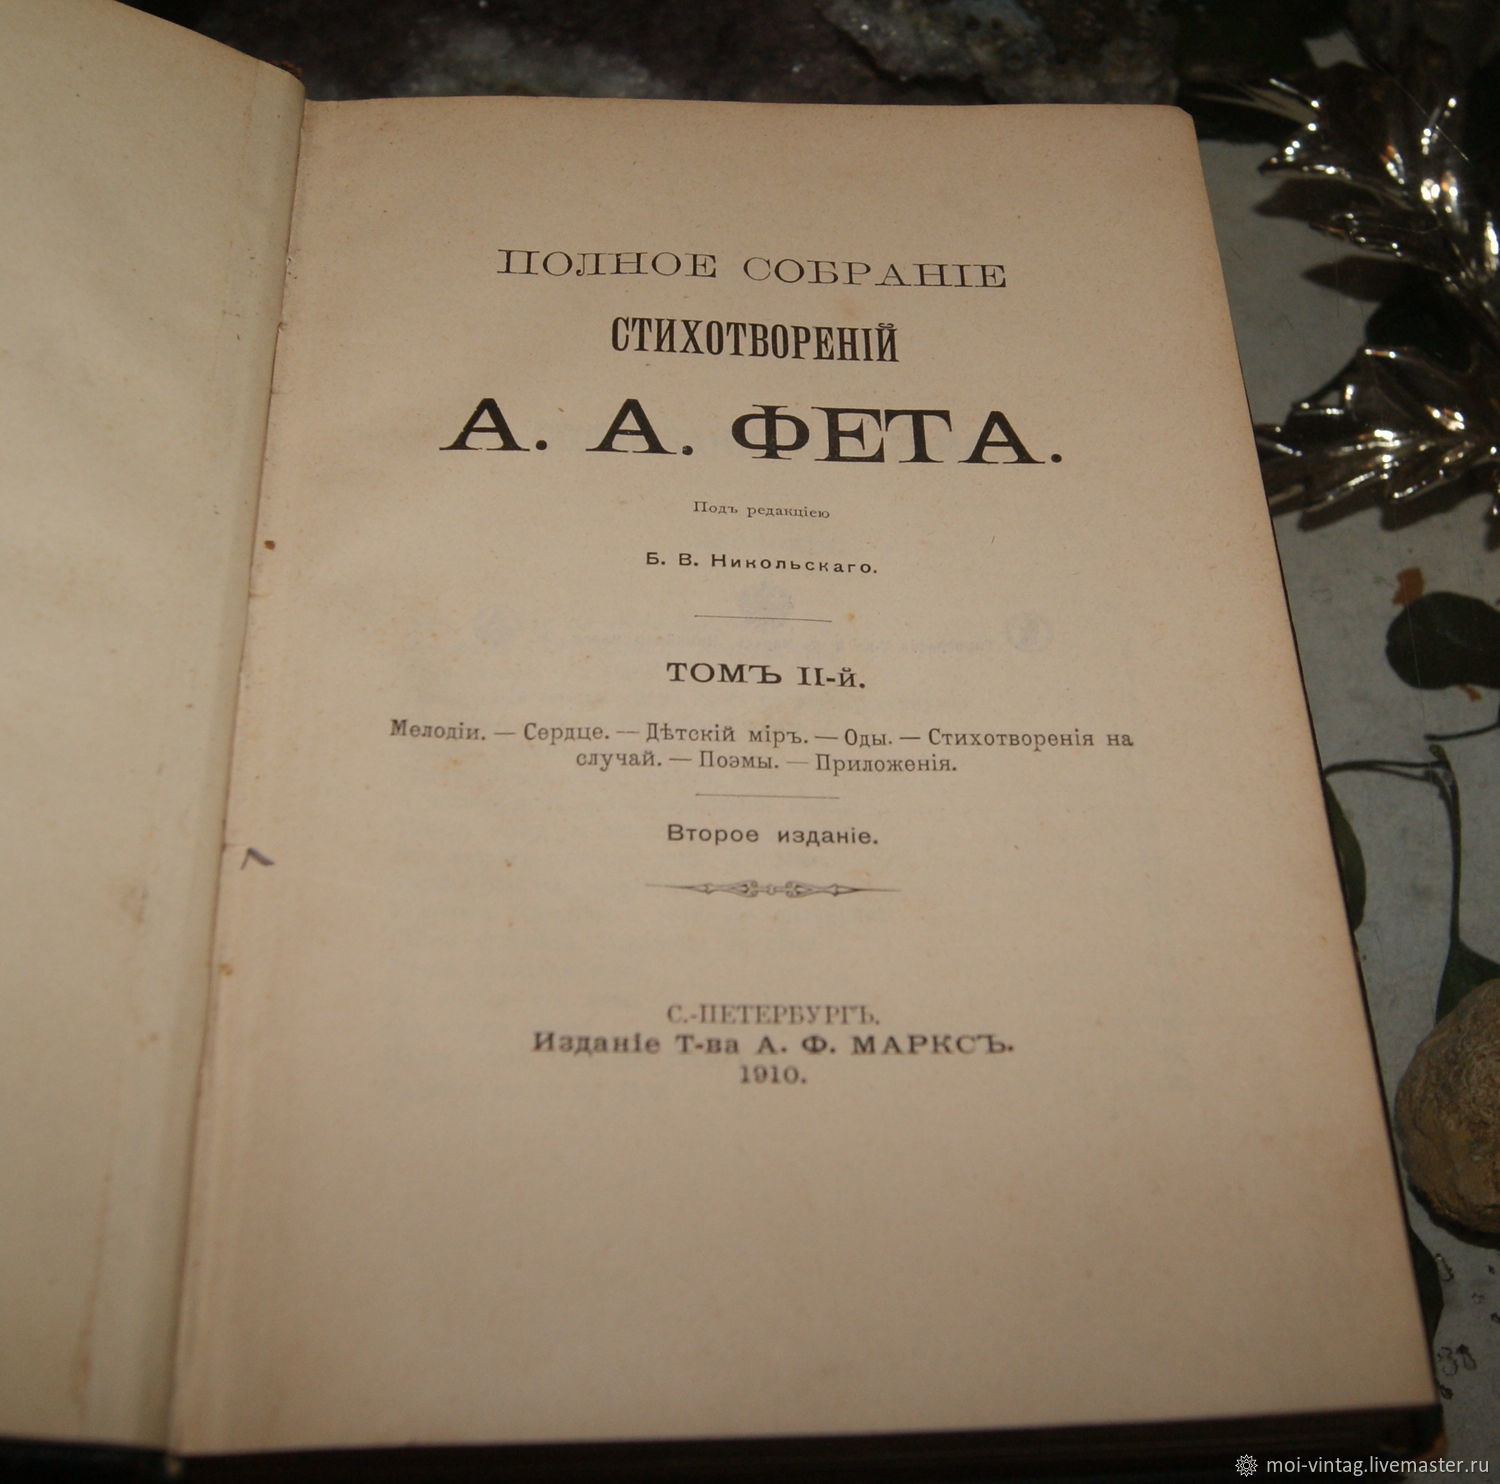 ПОЛНОЕ СОБРАНІЕ
СТИХОТВОРЕНІЙ
А. А. ФЕТА.
Подъ редакціею
Б. В. Никольскаго.
ТОМЪ II-й.
Мелодіи. — Сердце. — Дѣтскій міръ. — Оды. — Стихотворенія на
случай. — Поэмы. — Приложенія.
Второе изданіе.
С.-ПЕТЕРБУРГЪ.
Изданіе Т-ва А. Ф. МАРКСЪ.
1910.
moi-vintag.livemaster.ru